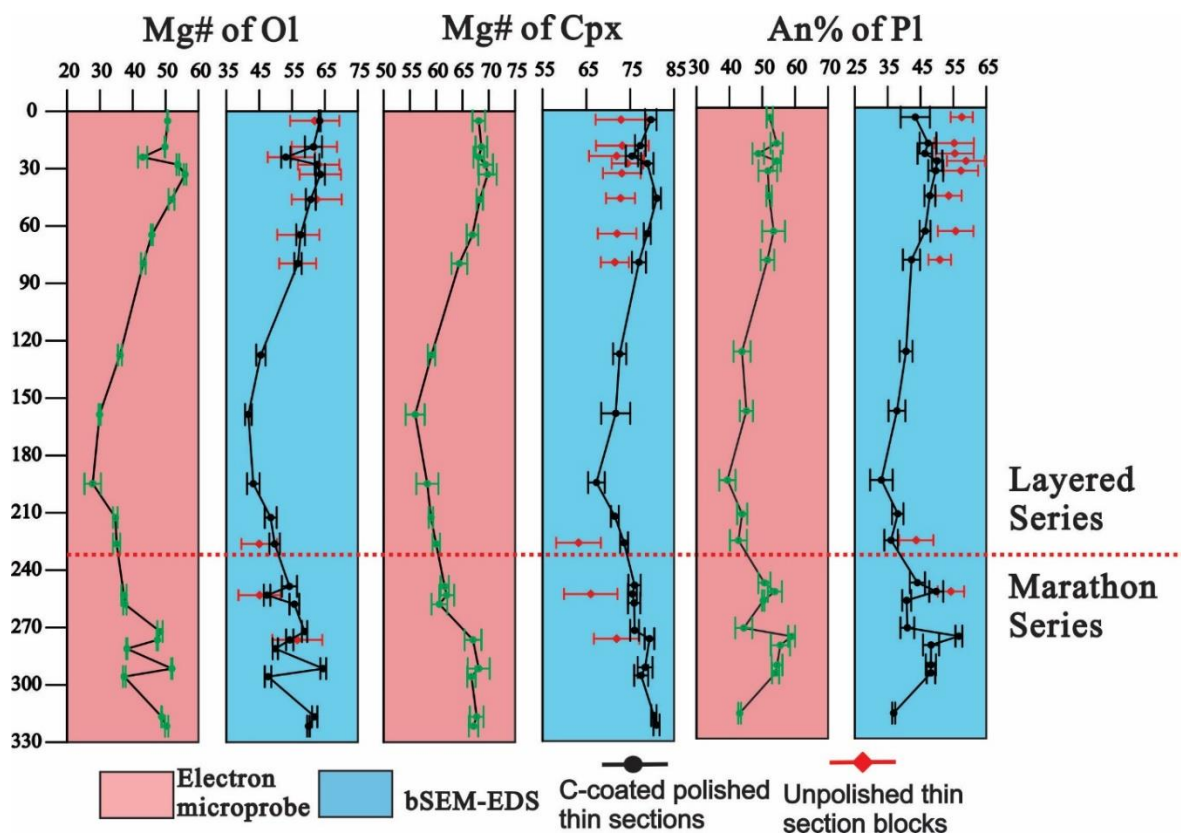 Mg# of Ol Mg# of Cpx An% of Pl
20 30 40 50 60 35 45 55 65 75 50 55 60 65 70 75 55 65 75 85 30 40 50 60 70 25 35 45 55 65
0
30
60
90
120
150
180
210
240
270
300
330
Layered
Series
Marathon
Series
Electron
microprobe
bSEM-EDS
C-coated polished
thin sections
Unpolished thin
section blocks